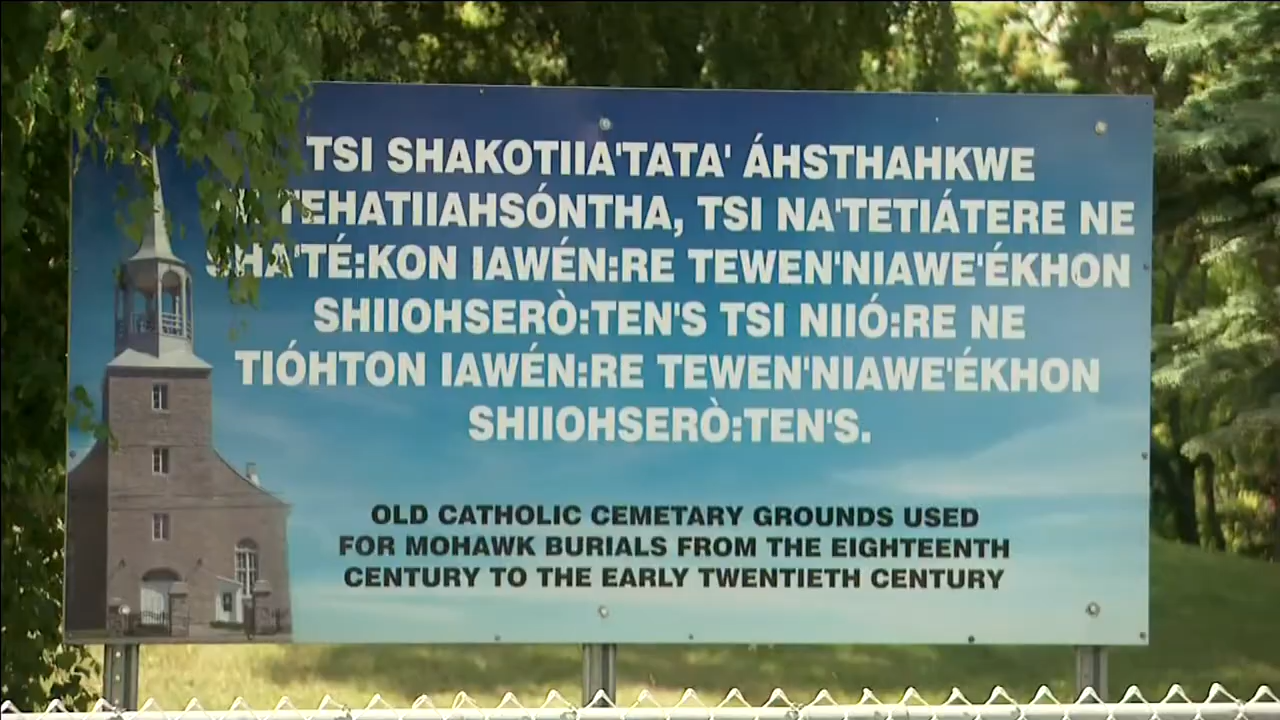 TSI SHAKOTIIA'TATA' ÁHSTHAHKWE
TEHATIIAHSÓNTHA, TSI NA'TETIÁTERE NE
SHA'TÉ:KON IAWÉN:RE TEWEN'NIAWE'ÉKHON
SHIIOHSERÒ:TEN'S TSI NIIÓ:RE NE
TIÓHTON IAWÉN:RE TEWEN'NIAWE'ÉKHON
SHIIOHSERÒ:TEN'S.
OLD CATHOLIC CEMETARY GROUNDS USED
FOR MOHAWK BURIALS FROM THE EIGHTEENTH
CENTURY TO THE EARLY TWENTIETH CENTURY